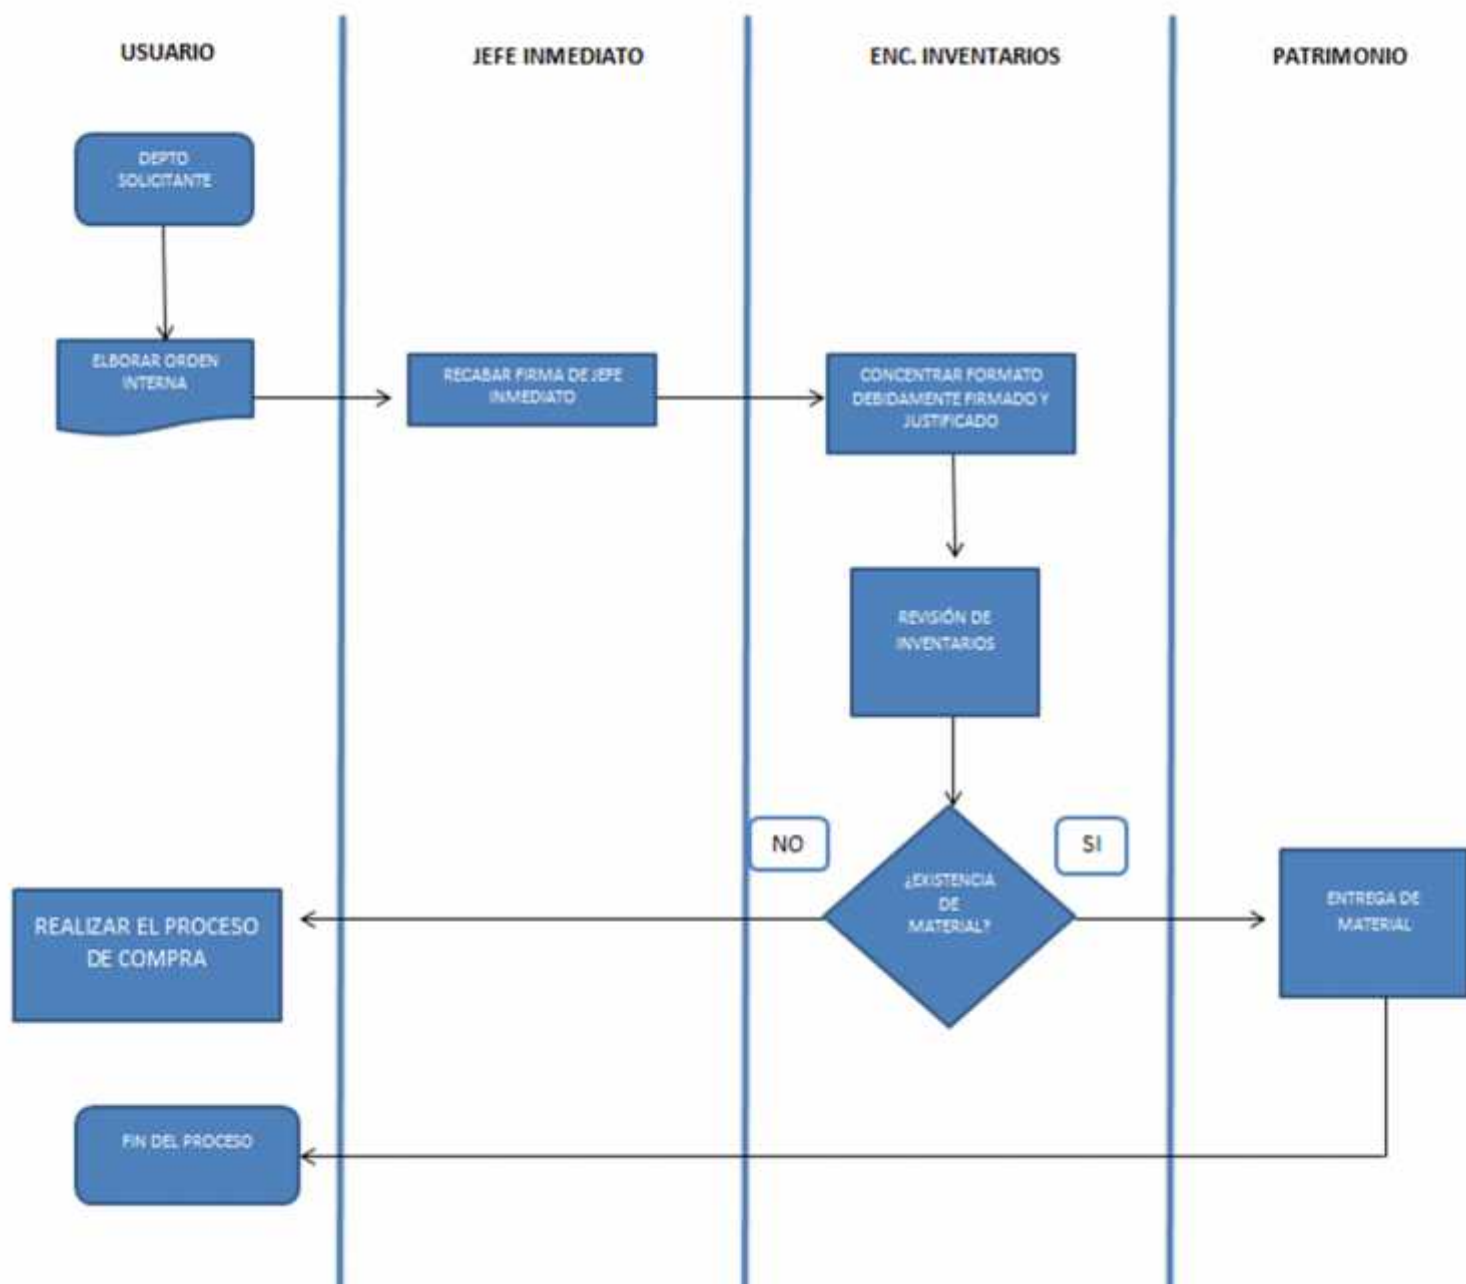 USUARIO
JEFE INMEDIATO
ENC. INVENTARIOS
PATRIMONIO
DEPTO
SOLICITANTE
ELBORAR ORDEN
INTERNA
RECABAR FIRMA DE JEFE
INMEDIATO
CONCENTRAR FORMATO
DEBIDAMENTE FIRMADO Y
JUSTIFICADO
REVISIÓN DE
INVENTARIOS
NO
SI
¿EXISTENCIA
DE
MATERIAL?
REALIZAR EL PROCESO
DE COMPRA
ENTREGA DE
MATERIAL
FIN DEL PROCESO